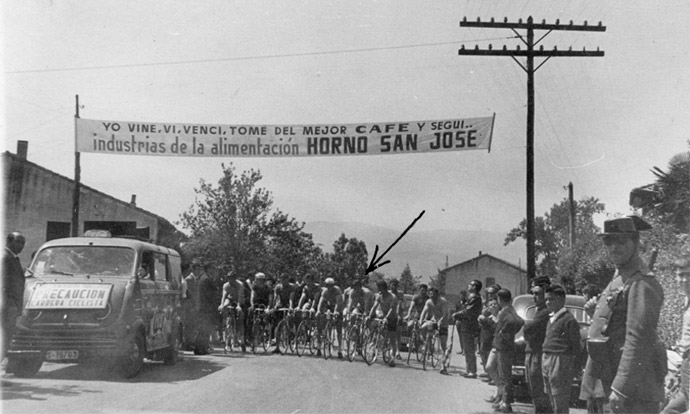 YO VINE, VI, VENCI, TOME DEL MEJOR CAFE Y SEGUI..
industrias de la alimentación HORNO SAN JOSE
PRECAUCION
CARRERA CICLISTA